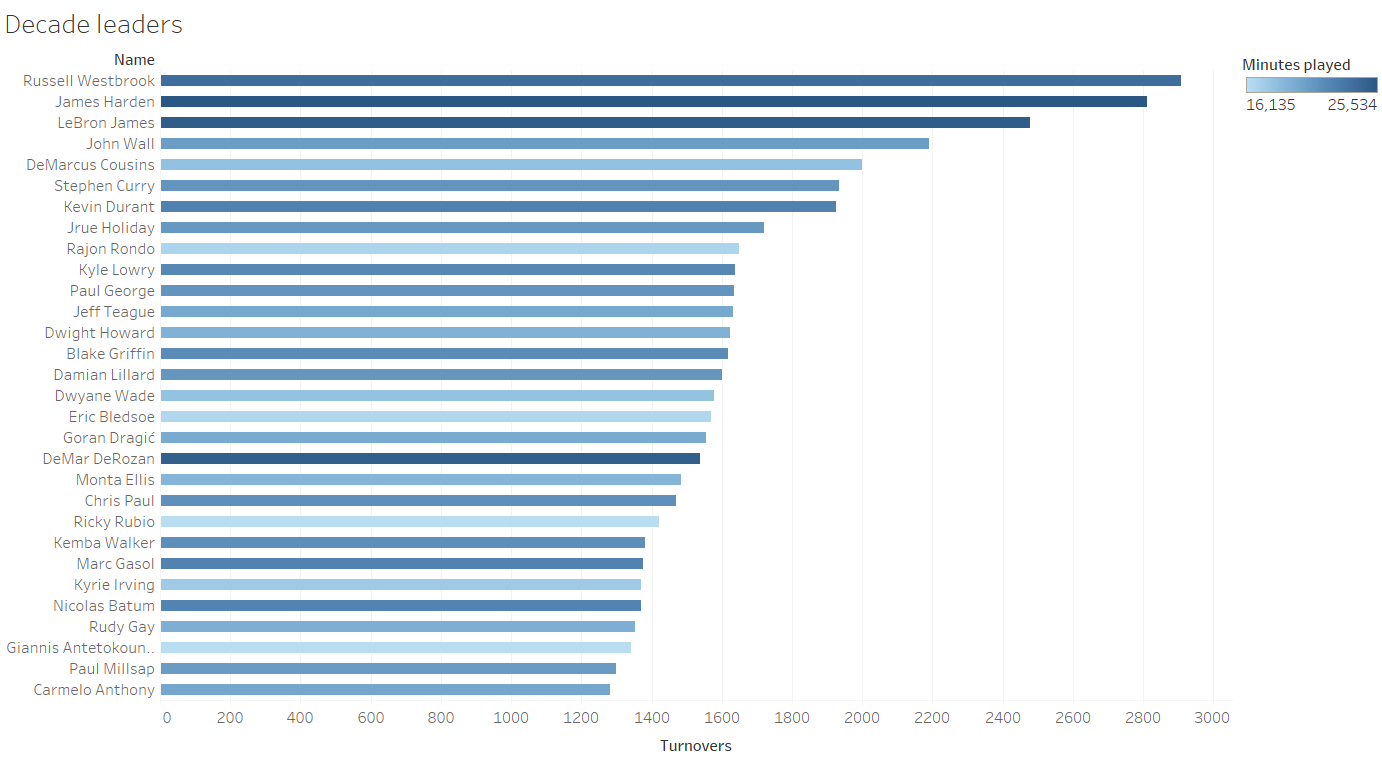 Decade leaders
Name
Minutes played
16,135 25,534
Russell Westbrook
James Harden
LeBron James
John Wall
DeMarcus Cousins
Stephen Curry
Kevin Durant
Jrue Holiday
Rajon Rondo
Kyle Lowry
Paul George
Jeff Teague
Dwight Howard
Blake Griffin
Damian Lillard
Dwyane Wade
Eric Bledsoe
Goran Dragić
DeMar DeRozan
Monta Ellis
Chris Paul
Ricky Rubio
Kemba Walker
Marc Gasol
Kyrie Irving
Nicolas Batum
Rudy Gay
Giannis Antetokoun..
Paul Millsap
Carmelo Anthony
0 200 400 600 800 1000 1200 1400 1600 1800 2000 2200 2400 2600 2800 3000
Turnovers